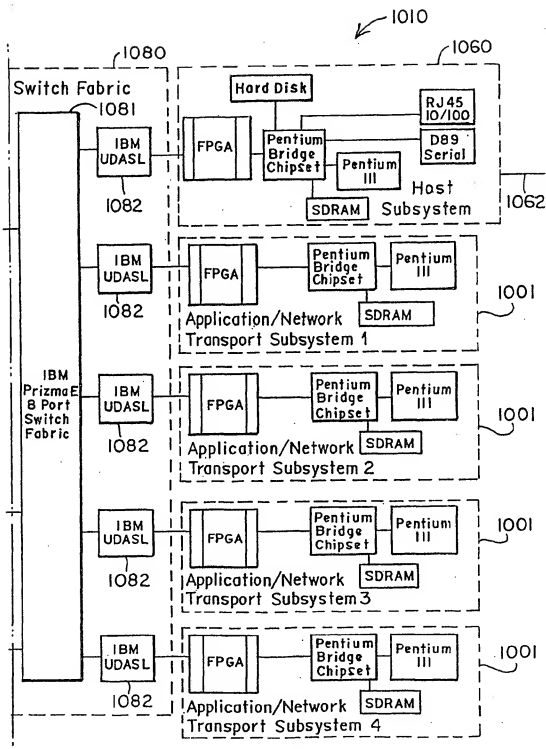 1010
1080
1060
Switch Fabric
1081
Hard Disk
RJ45
10/100
IBM
UDASL
FPGA
Pentium
Bridge
Chipset
D89
Serial
Pentium
III
1082
Host
Subsystem
SDRAM
1062
IBM
UDASL
FPGA
Pentium
Bridge
Chipset
Pentium
III
1082
SDRAM
1001
Application/Network
Transport Subsystem 1
IBM
PrizmaE
8 Port
Switch
Fabric
IBM
UDASL
FPGA
Pentium
Bridge
Chipset
Pentium
III
1082
SDRAM
1001
Application/Network
Transport Subsystem 2
IBM
UDASL
FPGA
Pentium
Bridge
Chipset
Pentium
III
1082
SDRAM
1001
Application/Network
Transport Subsystem 3
IBM
UDASL
FPGA
Pentium
Bridge
Chipset
Pentium
III
1082
SDRAM
1001
Application/Network
Transport Subsystem 4